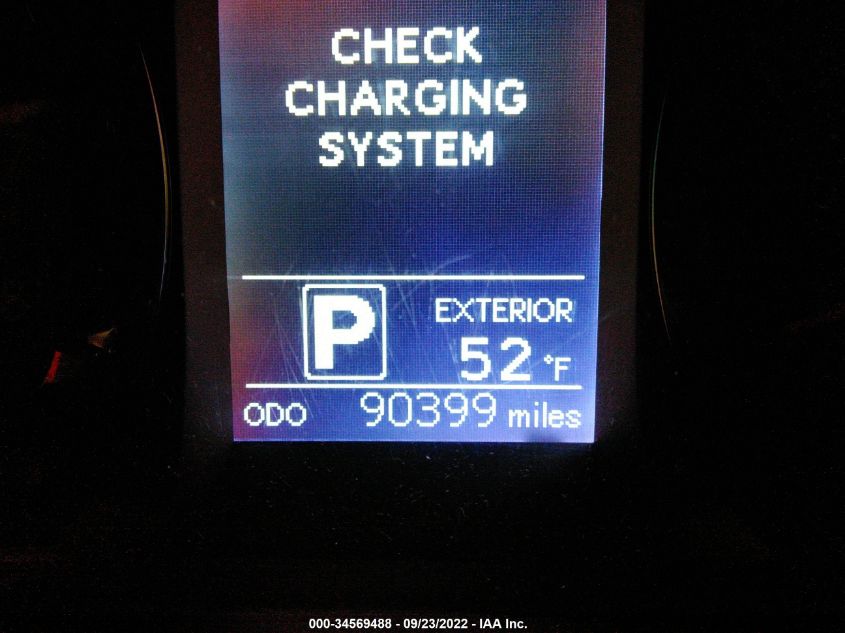 CHECK
CHARGING
SYSTEM
P
EXTERIOR
52 °F
ODO 90399 miles
000-34569488 - 09/23/2022 - IAA Inc.